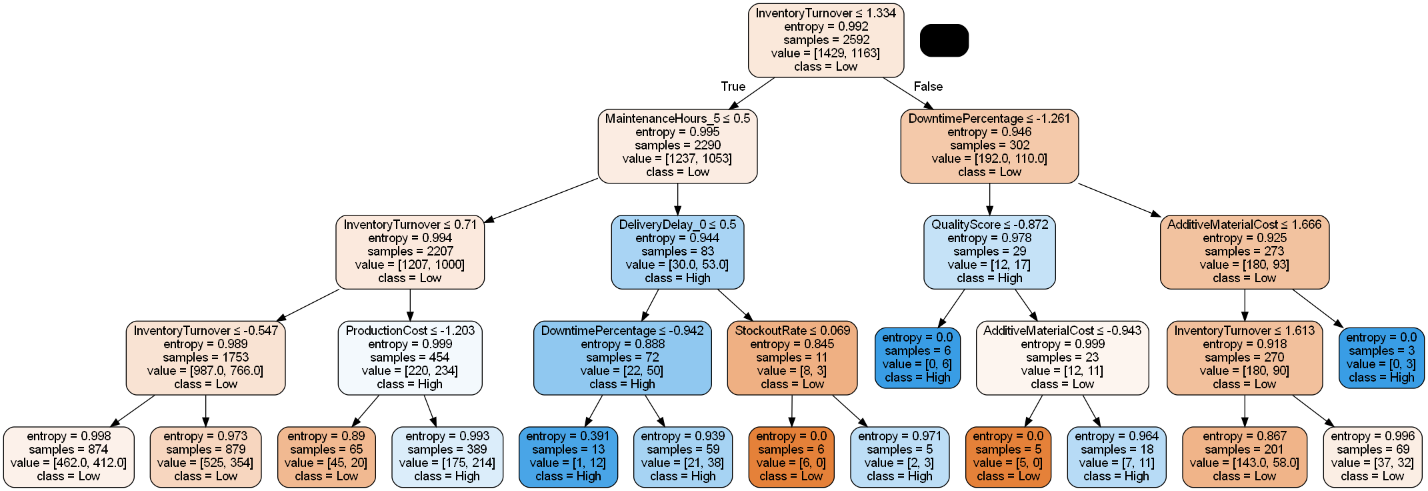 InventoryTurnover ≤ 1.334
entropy = 0.992
samples = 2592
value = [1429, 1163]
class = Low
True
False
MaintenanceHours_5 ≤ 0.5
entropy = 0.995
samples = 2290
value = [1237, 1053]
class = Low
DowntimePercentage ≤ -1.261
entropy = 0.946
samples = 302
value = [192.0, 110.0]
class = Low
InventoryTurnover ≤ 0.71
entropy = 0.994
samples = 2207
value = [1207, 1000]
class = Low
DeliveryDelay_0 ≤ 0.5
entropy = 0.944
samples = 83
value = [30.0, 53.0]
class = High
QualityScore ≤ -0.872
entropy = 0.978
samples = 29
value = [12, 17]
class = High
AdditiveMaterialCost ≤ 1.666
entropy = 0.925
samples = 273
value = [180, 93]
class = Low
InventoryTurnover ≤ -0.547
entropy = 0.989
samples = 1753
value = [987.0, 766.0]
class = Low
ProductionCost ≤ -1.203
entropy = 0.999
samples = 454
value = [220, 234]
class = High
DowntimePercentage ≤ -0.942
entropy = 0.888
samples = 72
value = [22, 50]
class = High
StockoutRate ≤ 0.069
entropy = 0.845
samples = 11
value = [8, 3]
class = Low
entropy = 0.0
samples = 6
value = [0, 6]
class = High
AdditiveMaterialCost ≤ -0.943
entropy = 0.999
samples = 23
value = [12, 11]
class = Low
InventoryTurnover ≤ 1.613
entropy = 0.918
samples = 270
value = [180, 90]
class = Low
entropy = 0.0
samples = 3
value = [0, 3]
class = High
entropy = 0.998
samples = 874
value = [462.0, 412.0]
class = Low
entropy = 0.973
samples = 879
value = [525, 354]
class = Low
entropy = 0.89
samples = 65
value = [45, 20]
class = Low
entropy = 0.993
samples = 389
value = [175, 214]
class = High
entropy = 0.391
samples = 13
value = [1, 12]
class = High
entropy = 0.939
samples = 59
value = [21, 38]
class = High
entropy = 0.0
samples = 6
value = [6, 0]
class = Low
entropy = 0.971
samples = 5
value = [2, 3]
class = High
entropy = 0.0
samples = 5
value = [5, 0]
class = Low
entropy = 0.964
samples = 18
value = [7, 11]
class = High
entropy = 0.867
samples = 201
value = [143.0, 58.0]
class = Low
entropy = 0.996
samples = 69
value = [37, 32]
class = Low